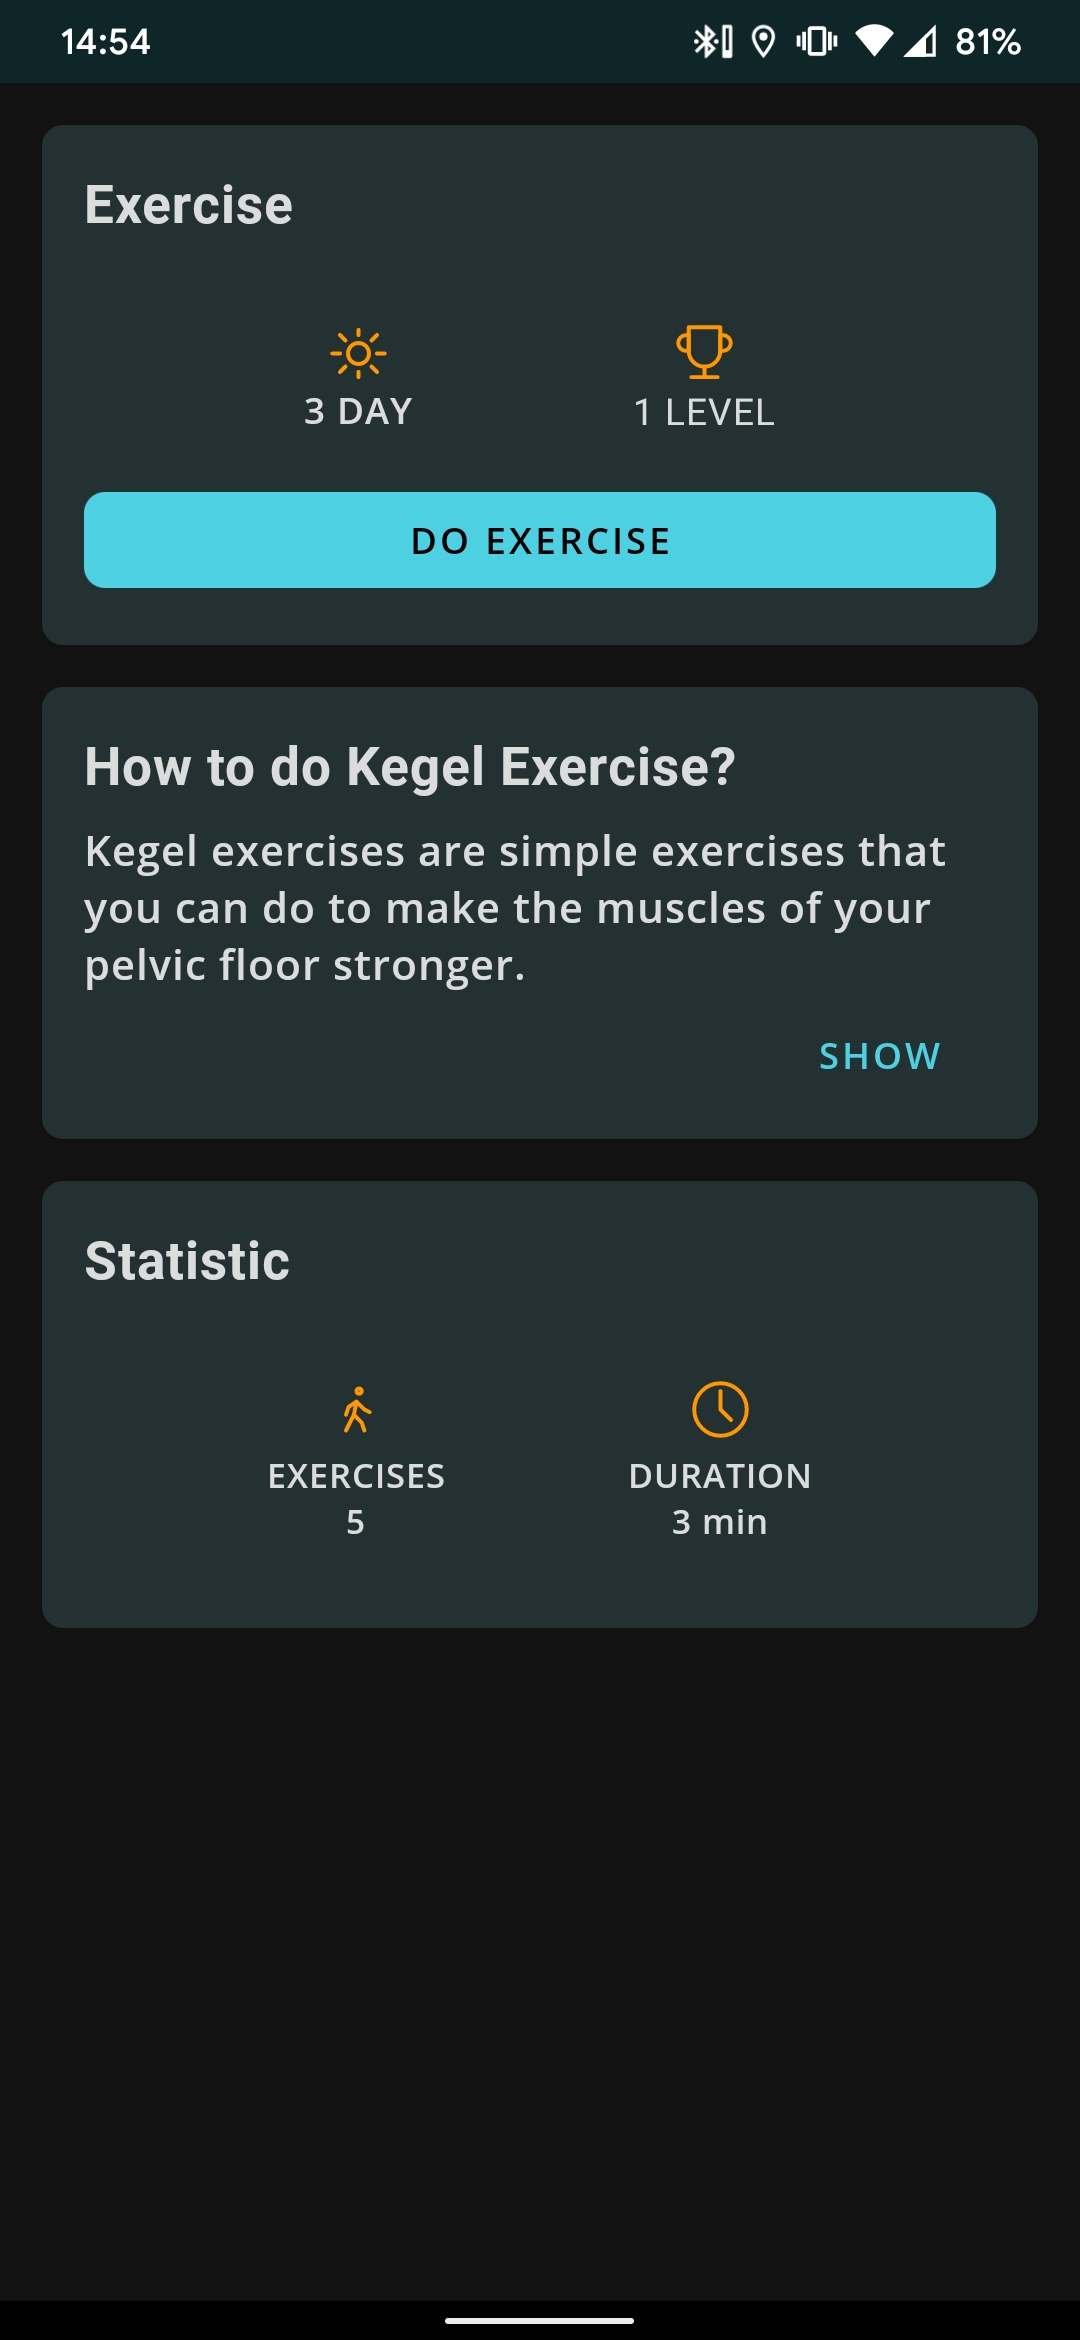 14:54
81%
Exercise
3 DAY
1 LEVEL
DO EXERCISE
How to do Kegel Exercise?
Kegel exercises are simple exercises that
you can do to make the muscles of your
pelvic floor stronger.
SHOW
Statistic
EXERCISES
5
DURATION
3 min